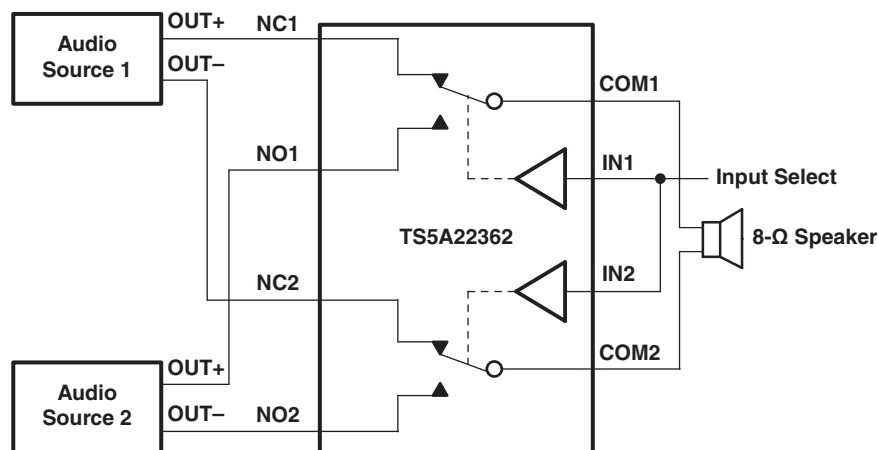 Audio
Source 1
OUT+
OUT–
NC1
NO1
COM1
IN1
Input Select
TS5A22362
8-Ω Speaker
NC2
IN2
COM2
Audio
Source 2
OUT+
OUT–
NO2